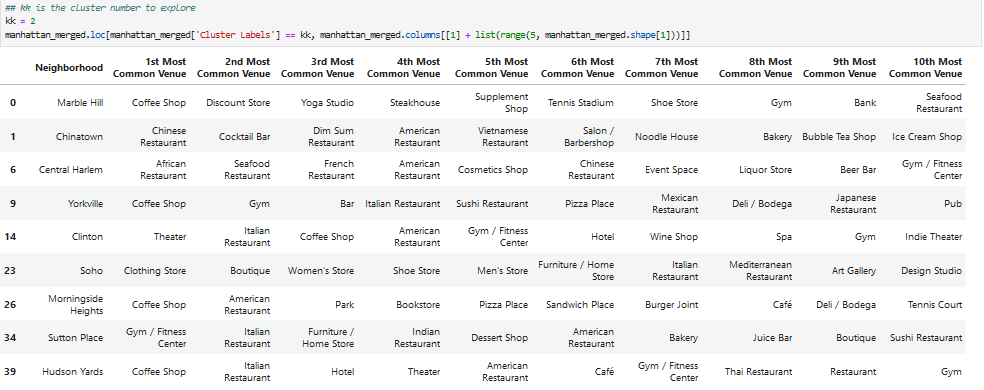 ## kk is the cluster number to explore
kk = 2
manhattan_merged.loc[manhattan_merged['Cluster Labels'] == kk, manhattan_merged.columns[[1] + list(range(5, manhattan_merged.shape[1]))]]
Neighborhood 1st Most Common Venue 2nd Most Common Venue 3rd Most Common Venue 4th Most Common Venue 5th Most Common Venue 6th Most Common Venue 7th Most Common Venue 8th Most Common Venue 9th Most Common Venue 10th Most Common Venue
0 Marble Hill Coffee Shop Discount Store Yoga Studio Steakhouse Supplement Shop Tennis Stadium Shoe Store Gym Bank Seafood Restaurant
1 Chinatown Chinese Restaurant Cocktail Bar Dim Sum Restaurant American Restaurant Vietnamese Restaurant Salon / Barbershop Noodle House Bakery Bubble Tea Shop Ice Cream Shop
6 Central Harlem African Restaurant Seafood Restaurant French Restaurant American Restaurant Cosmetics Shop Chinese Restaurant Event Space Liquor Store Beer Bar Gym / Fitness Center
9 Yorkville Coffee Shop Gym Bar Italian Restaurant Sushi Restaurant Pizza Place Mexican Restaurant Deli / Bodega Japanese Restaurant Pub
14 Clinton Theater Italian Restaurant Coffee Shop American Restaurant Gym / Fitness Center Hotel Wine Shop Spa Gym Indie Theater
23 Soho Clothing Store Boutique Women's Store Shoe Store Men's Store Furniture / Home Store Italian Restaurant Mediterranean Restaurant Art Gallery Design Studio
26 Morningside Heights Coffee Shop American Restaurant Park Bookstore Pizza Place Sandwich Place Burger Joint Café Deli / Bodega Tennis Court
34 Sutton Place Gym / Fitness Center Italian Restaurant Furniture / Home Store Indian Restaurant Dessert Shop American Restaurant Bakery Juice Bar Boutique Sushi Restaurant
39 Hudson Yards Coffee Shop Italian Restaurant Hotel Theater American Restaurant Café Gym / Fitness Center Thai Restaurant Restaurant Gym